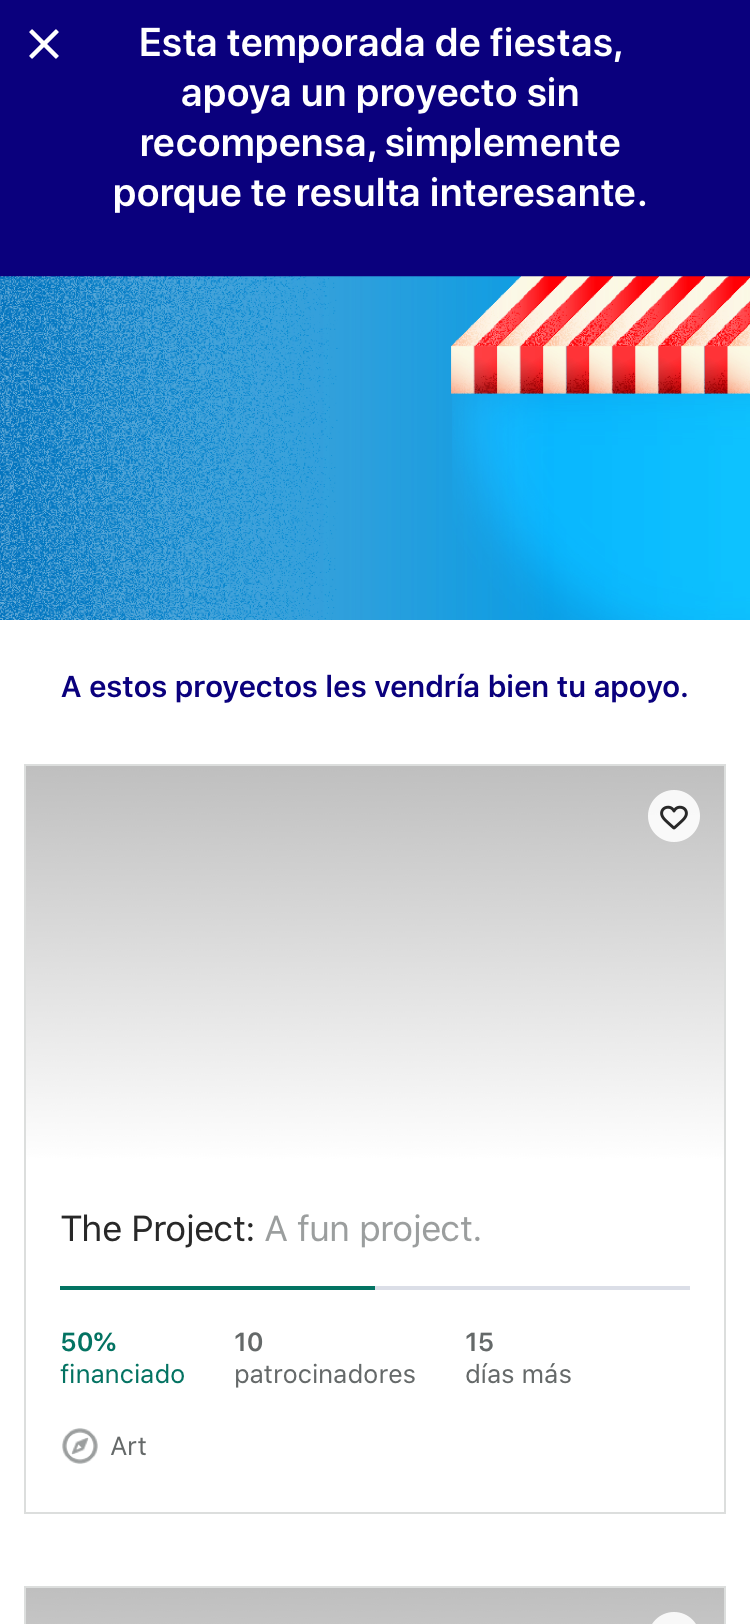 Esta temporada de fiestas,
apoya un proyecto sin
recompensa, simplemente
porque te resulta interesante.
A estos proyectos les vendría bien tu apoyo.
The Project: A fun project.
50%
financiado
10
patrocinadores
15
días más
Art